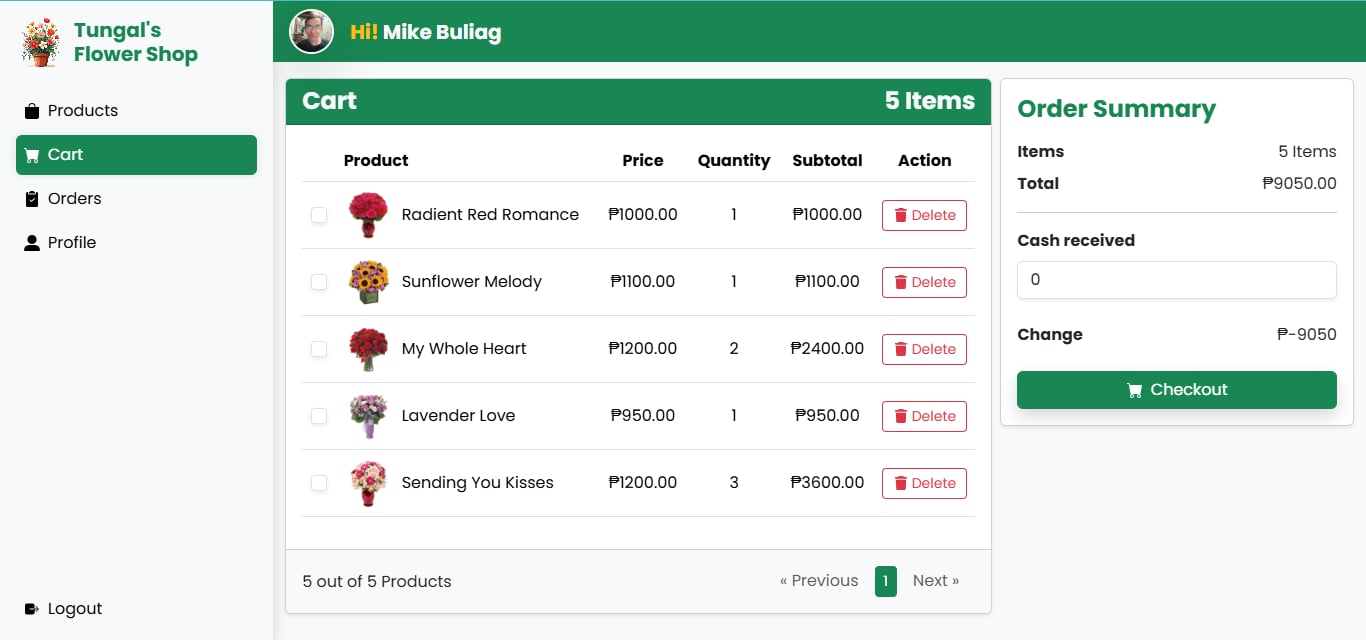 Tungal's
Flower Shop
Products
Cart
Orders
Profile
Logout
Hi! Mike Buliag
Cart 5 Items
Product Price Quantity Subtotal Action
Radient Red Romance ₱1000.00 1 ₱1000.00 Delete
Sunflower Melody ₱1100.00 1 ₱1100.00 Delete
My Whole Heart ₱1200.00 2 ₱2400.00 Delete
Lavender Love ₱950.00 1 ₱950.00 Delete
Sending You Kisses ₱1200.00 3 ₱3600.00 Delete
5 out of 5 Products « Previous 1 Next »
Order Summary
Items 5 Items
Total ₱9050.00
Cash received
0
Change ₱-9050
Checkout